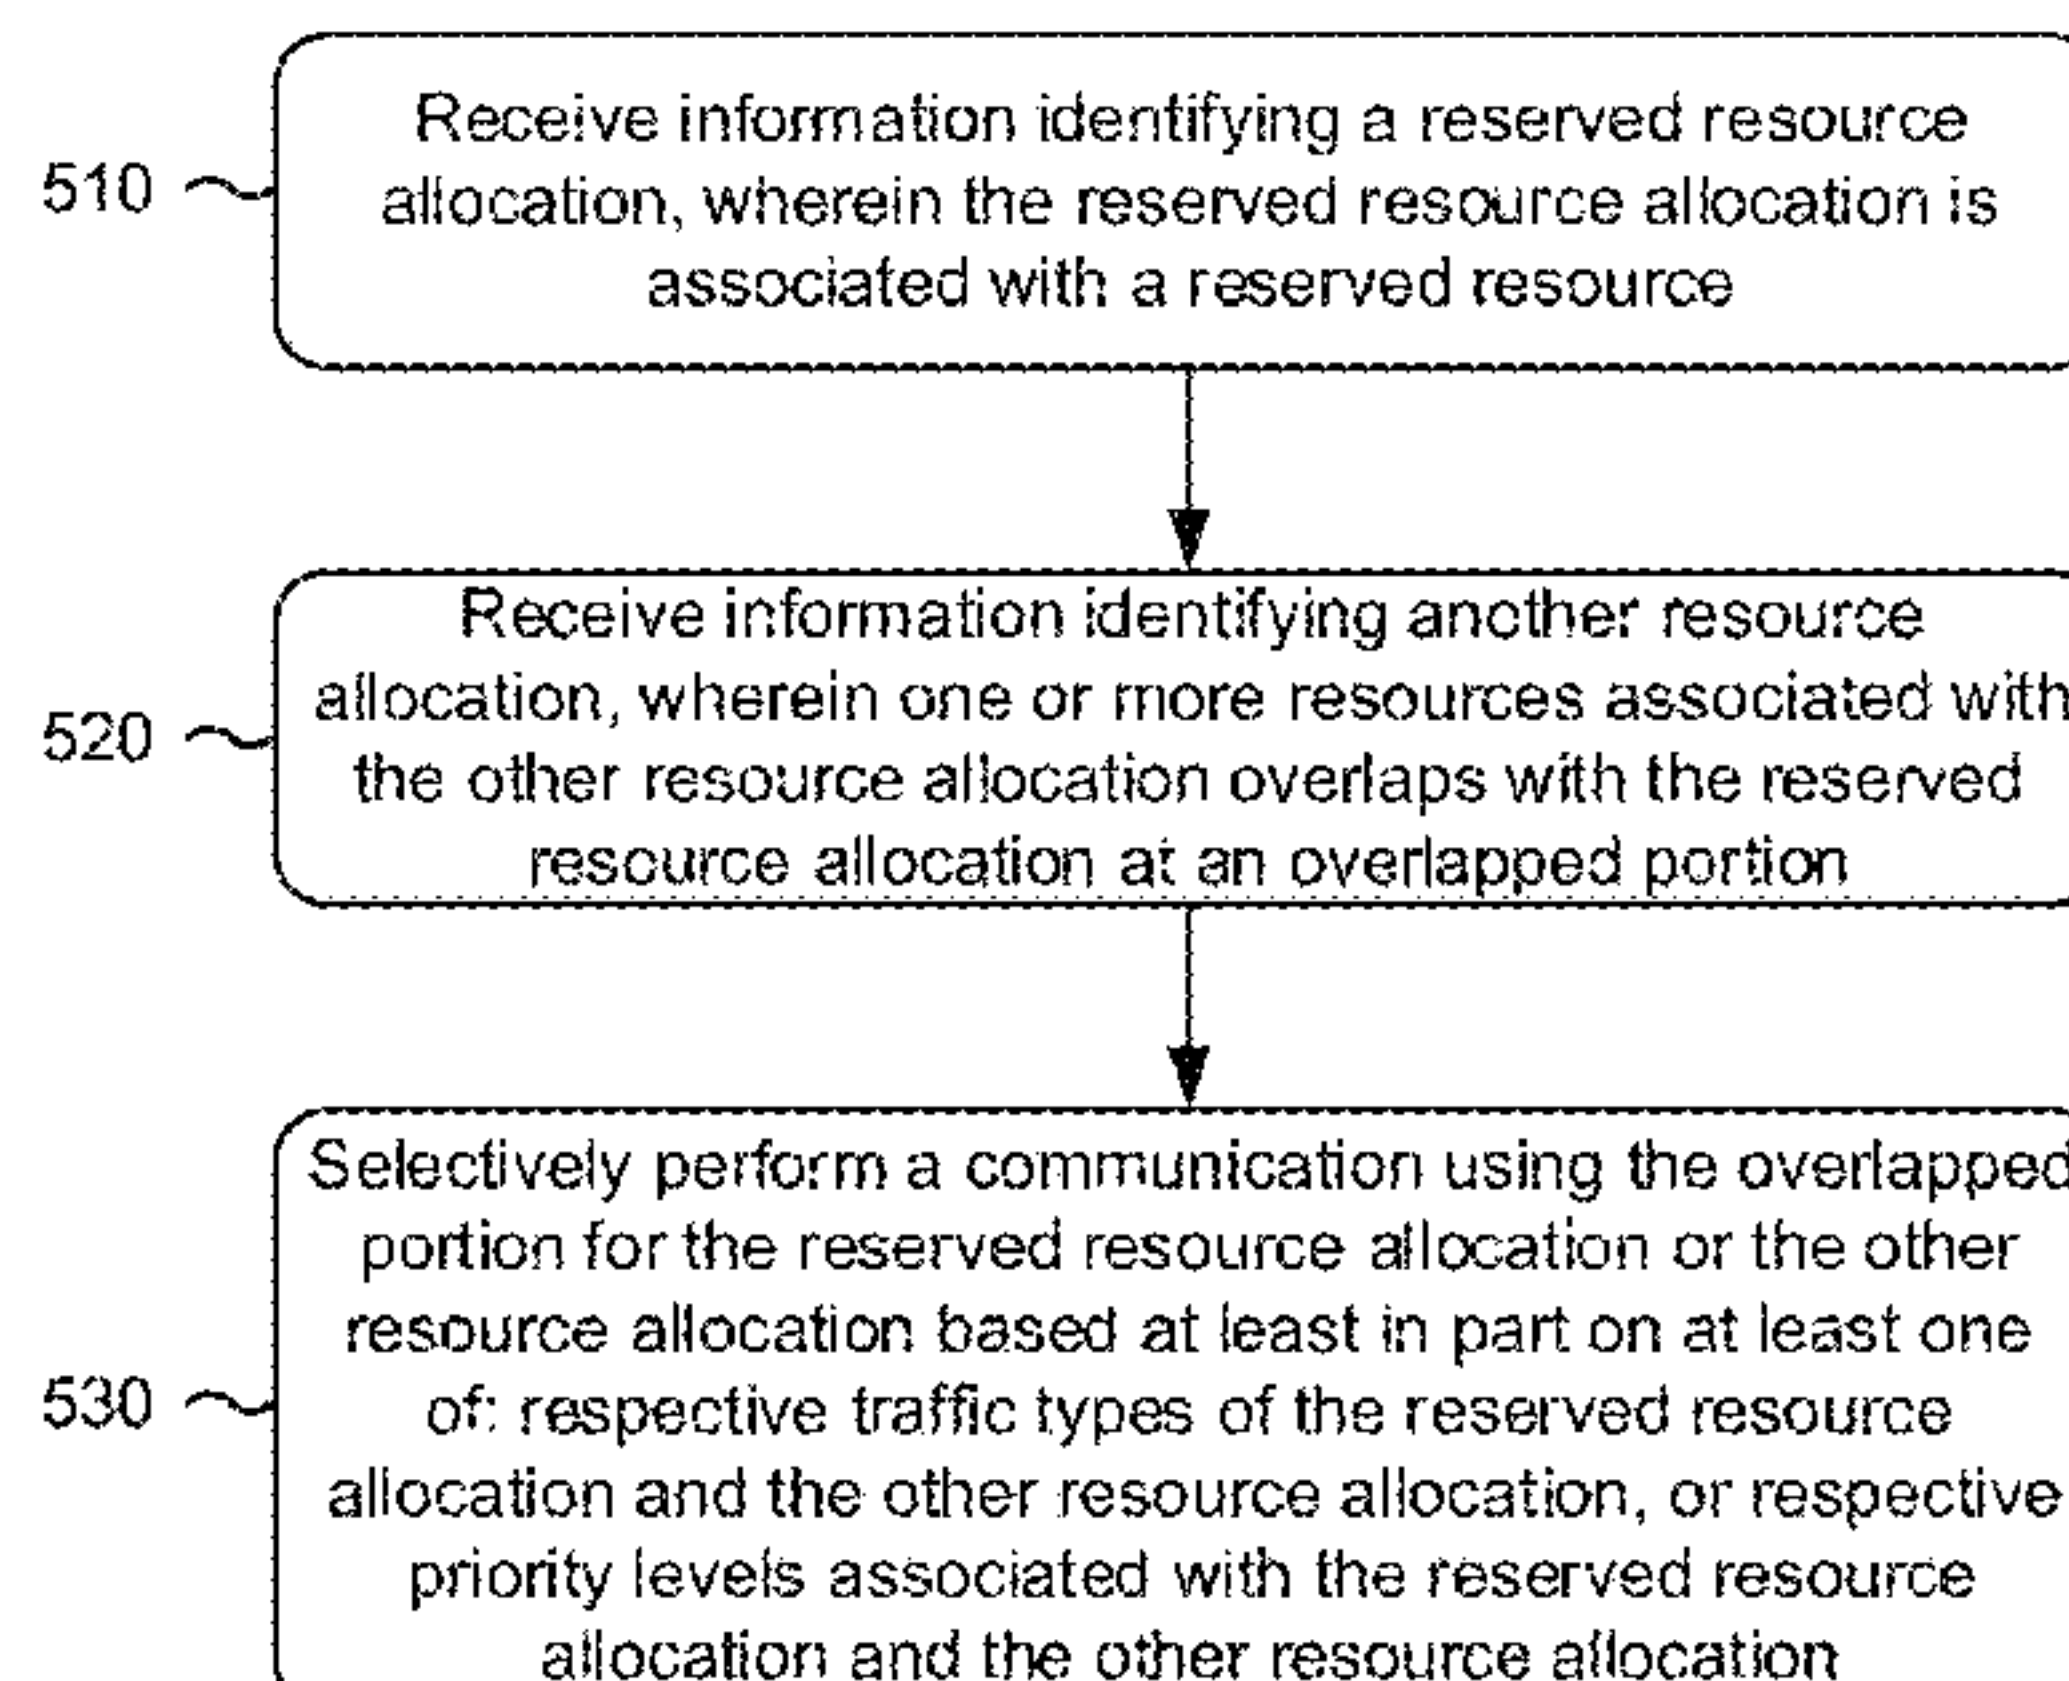 Receive information identifying a reserved resource
510
allocation, wherein the reserved resource allocation is
associated with a reserved resource
Receive information identifying another resource
allocation, wherein one or more resources associated with
520
the other resource allocation overlaps with the reserved
resource allocation at an overlapped portion
Selectively perform a communication using the overlapped
portion for the reserved resource allocation or the other
resource allocation based at least in part on at least one
530
of: respective traffic types of the reserved resource
allocation and the other resource allocation, or respective
priority levels associated with the reserved resource
allocation and the other resource allocation